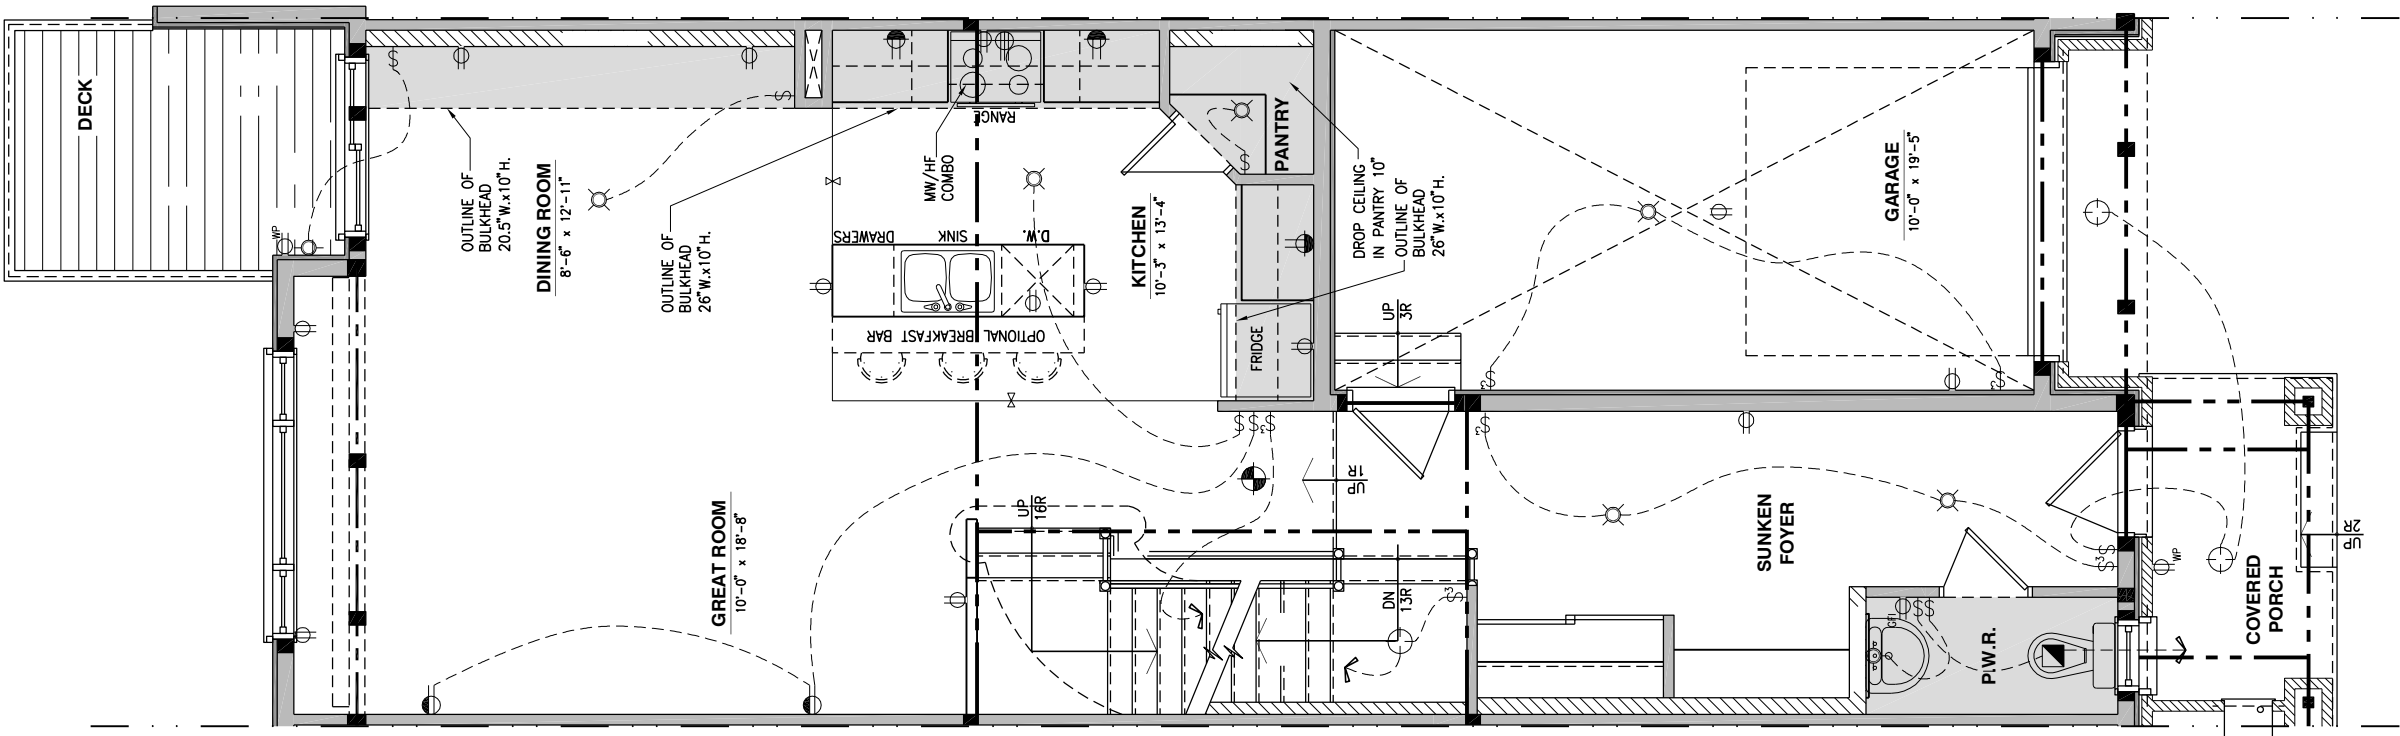 DECK
WP
OUTLINE OF
BULKHEAD
20.5"W.x10"H.
DINING ROOM
8'-6" x 12'-11"
OUTLINE OF
BULKHEAD
26"W.x10"H.
RANGE
MW/HF
COMBO
DRAWERS
SINK
D.W.
OPTIONAL BREAKFAST BAR
KITCHEN
10'-3" x 13'-4"
PANTRY
FRIDGE
DROP CEILING
IN PANTRY 10"
OUTLINE OF
BULKHEAD
26"W.x10"H.
UP
3R
GARAGE
10'-0" x 19'-5"
GREAT ROOM
10'-0" x 18'-8"
UP
16R
UP
1R
DN
13R
SUNKEN
FOYER
GFI
P.W.R.
WP
COVERED
PORCH
UP
2R